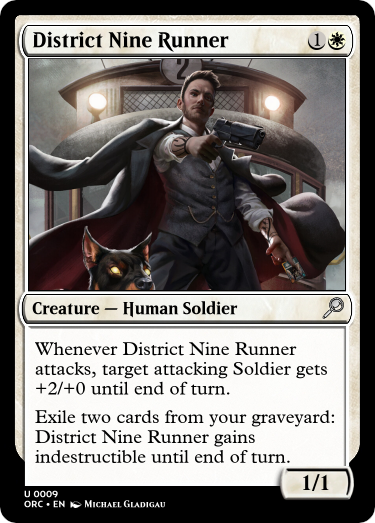 District Nine Runner 1
2
Creature — Human Soldier
Whenever District Nine Runner
attacks, target attacking Soldier gets
+2/+0 until end of turn.
Exile two cards from your graveyard:
District Nine Runner gains
indestructible until end of turn.
1/1
U 0009
ORC • EN Michael Gladigau